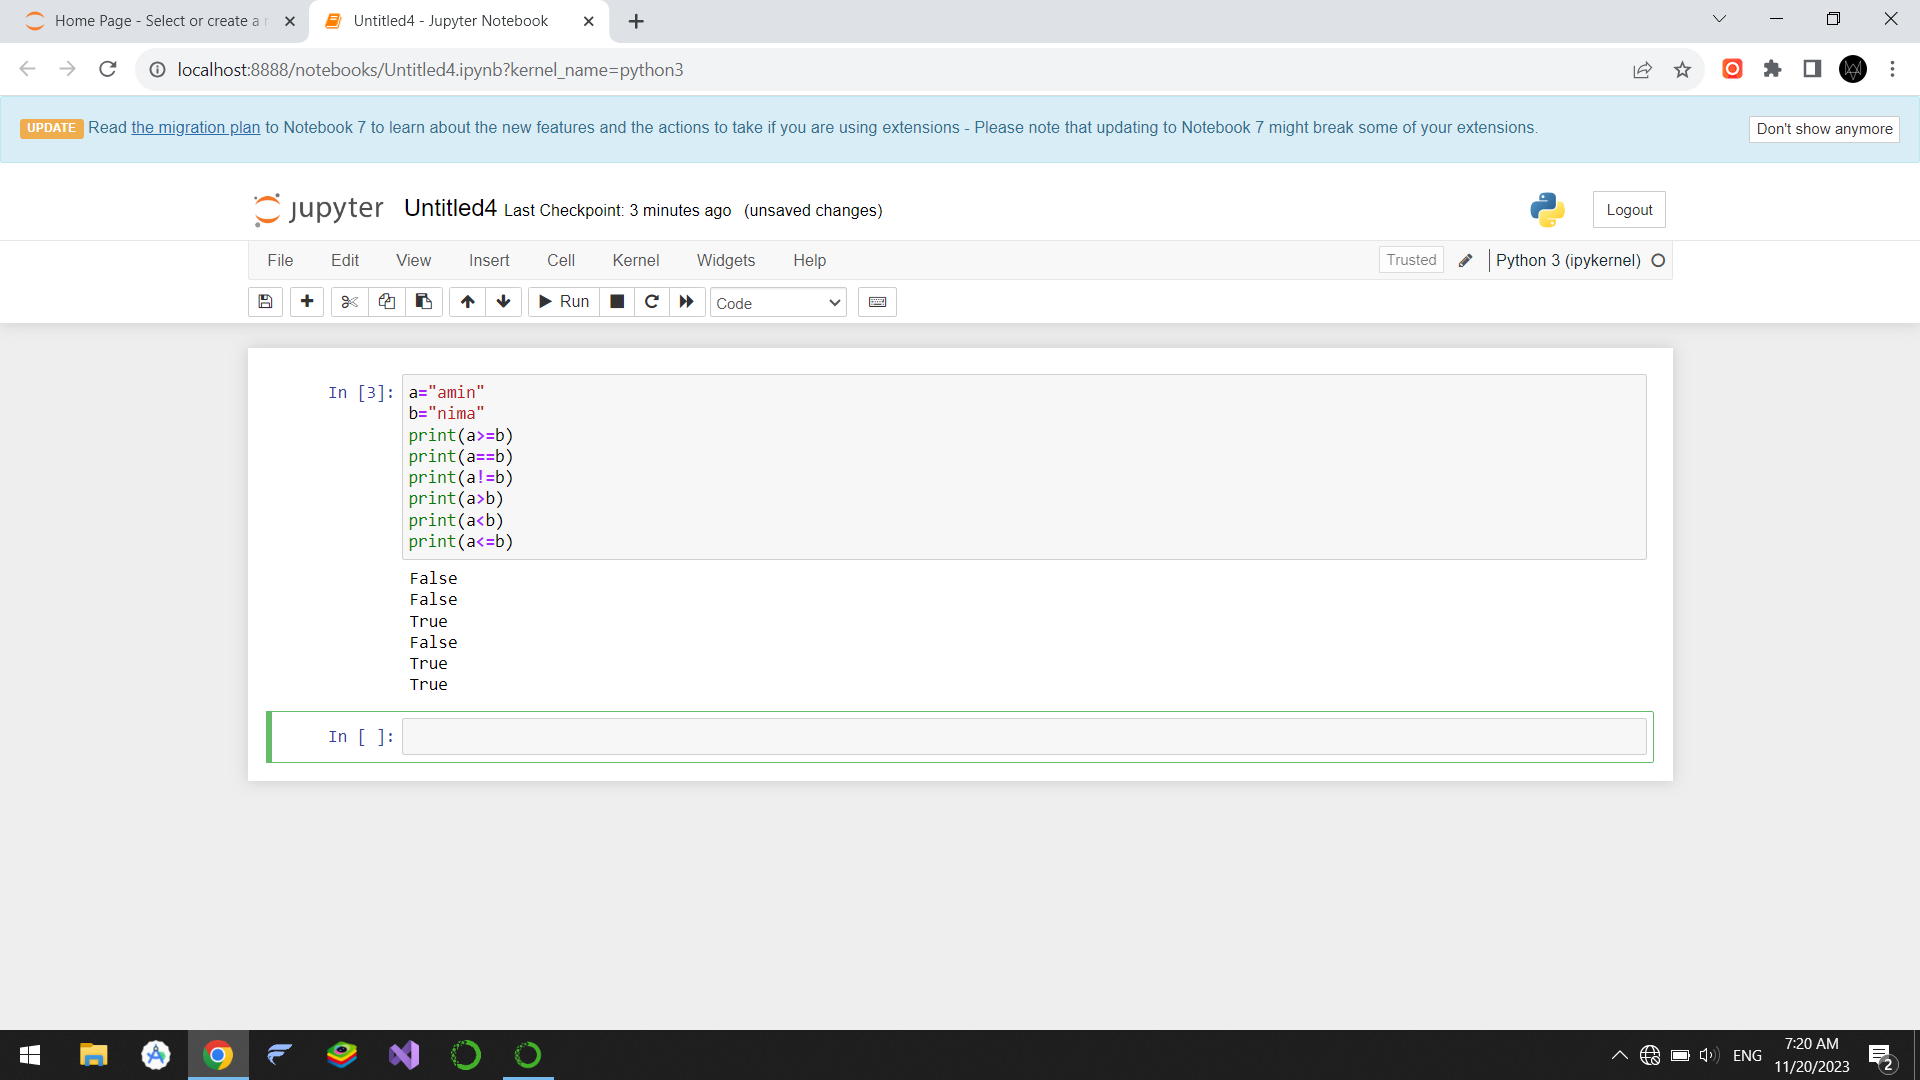 Home Page - Select or create a n
Untitled4 - Jupyter Notebook
localhost:8888/notebooks/Untitled4.ipynb?kernel_name=python3
UPDATE Read the migration plan to Notebook 7 to learn about the new features and the actions to take if you are using extensions - Please note that updating to Notebook 7 might break some of your extensions.
Don't show anymore
jupyter Untitled4 Last Checkpoint: 3 minutes ago (unsaved changes)
Logout
File Edit View Insert Cell Kernel Widgets Help
Trusted Python 3 (ipykernel)
Run Code
In [3]: a="amin"
b="nima"
print(a>=b)
print(a==b)
print(a!=b)
print(a>b)
print(a<b)
print(a<=b)
False
False
True
False
True
True
In [ ]:
ENG
7:20 AM
11/20/2023
2